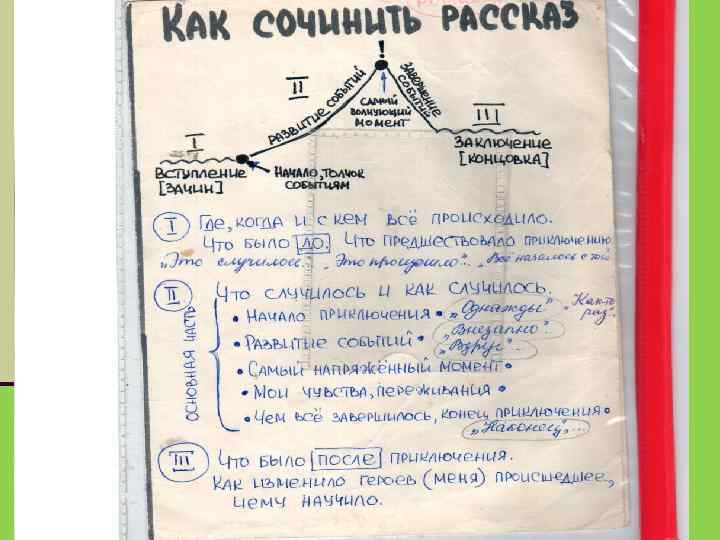 КАК СОЧИНИТЬ РАССКАЗ
!
II
РАЗВИТИЕ СОБЫТИЙ
ЗАВЕРШЕНИЕ СОБЫТИЙ
САМЫЙ
ВОЛНУЮЩИЙ
МОМЕНТ
I
III
ВСТУПЛЕНИЕ
[ЗАЧИН]
НАЧАЛО, ТОЛЧОК
СОБЫТИЯМ
ЗАКЛЮЧЕНИЕ
[КОНЦОВКА]
I ГДЕ, КОГДА И С КЕМ ВСЁ ПРОИСХОДИЛО.
ЧТО БЫЛО ДО. ЧТО ПРЕДШЕСТВОВАЛО ПРИКЛЮЧЕНИЮ.
„Это случилось... „Это произошло".. „Всё началось с той
II ЧТО СЛУЧИЛОСЬ И КАК СЛУЧИЛОСЬ.
ОСНОВНАЯ ЧАСТЬ
• НАЧАЛО ПРИКЛЮЧЕНИЯ • „Однажды" • „Как-то раз"..
• РАЗВИТИЕ СОБЫТИЙ • „Внезапно"..
„Вдруг"...
• САМЫЙ НАПРЯЖЁННЫЙ МОМЕНТ •
• МОИ ЧУВСТВА, ПЕРЕЖИВАНИЯ •
• ЧЕМ ВСЁ ЗАВЕРШИЛОСЬ, КОНЕЦ ПРИКЛЮЧЕНИЯ •
„Наконец"...
III ЧТО БЫЛО ПОСЛЕ ПРИКЛЮЧЕНИЯ.
КАК ИЗМЕНИЛО ГЕРОЕВ (МЕНЯ) ПРОИСШЕДШЕЕ,
ЧЕМУ НАУЧИЛО.